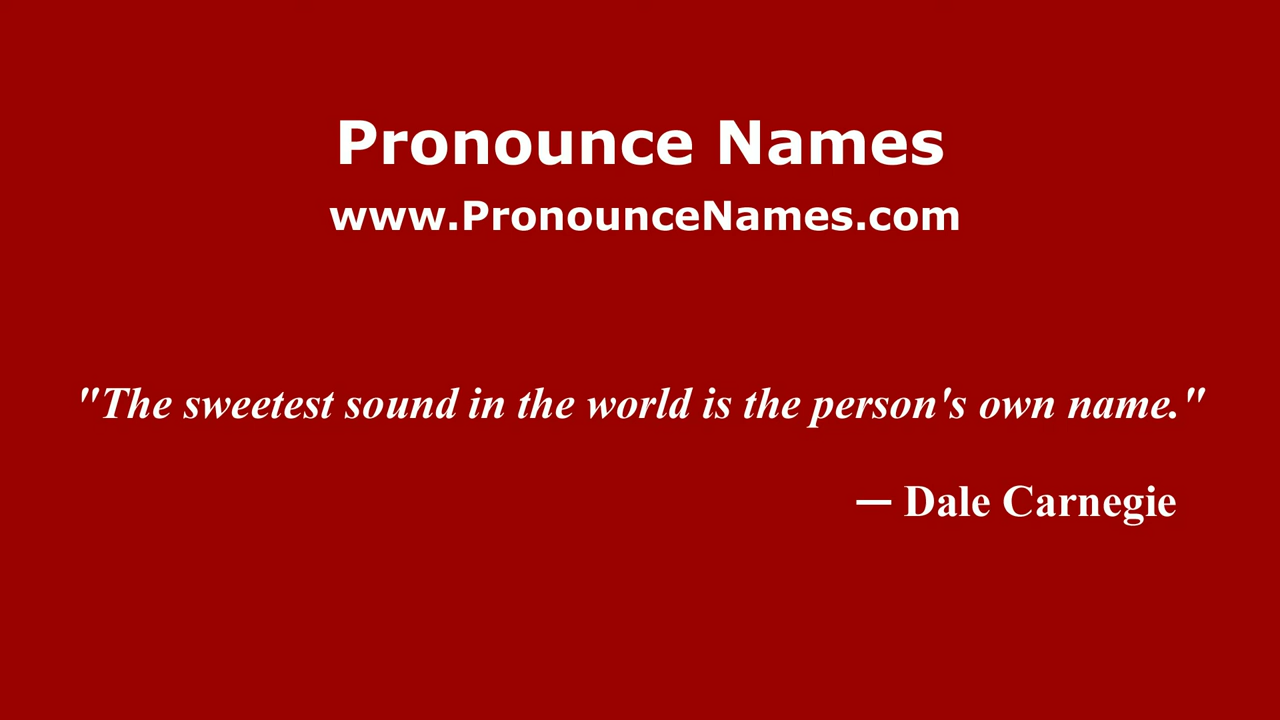 Pronounce Names
www.PronounceNames.com
"The sweetest sound in the world is the person's own name."
— Dale Carnegie